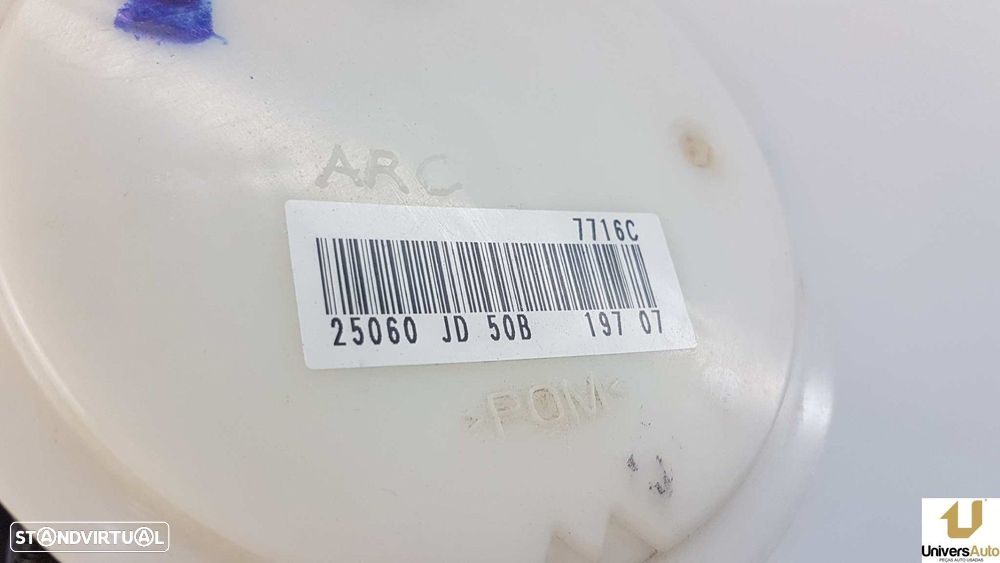 ARC
7716C
25060 JD 50B 197 07
>POM<
STANDVIRTUAL
UniversAuto
PEÇAS AUTO USADAS